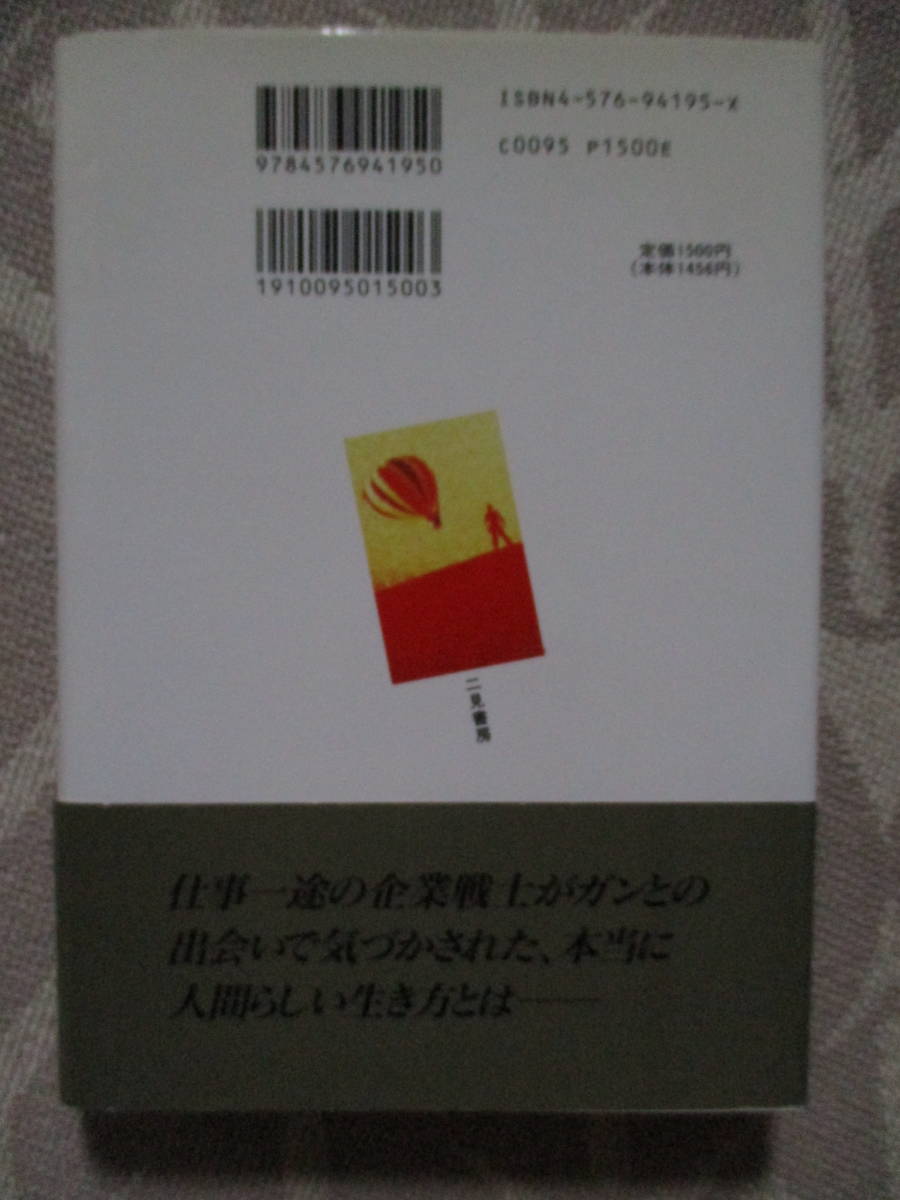 ISBN4-576-94195-X
C0095 P1500E
9784576941950
1910095015003
定価1500円
(本体1456円)
二見書房
仕事一途の企業戦士がガンとの
出会いで気づかされた、本当に
人間らしい生き方とは——